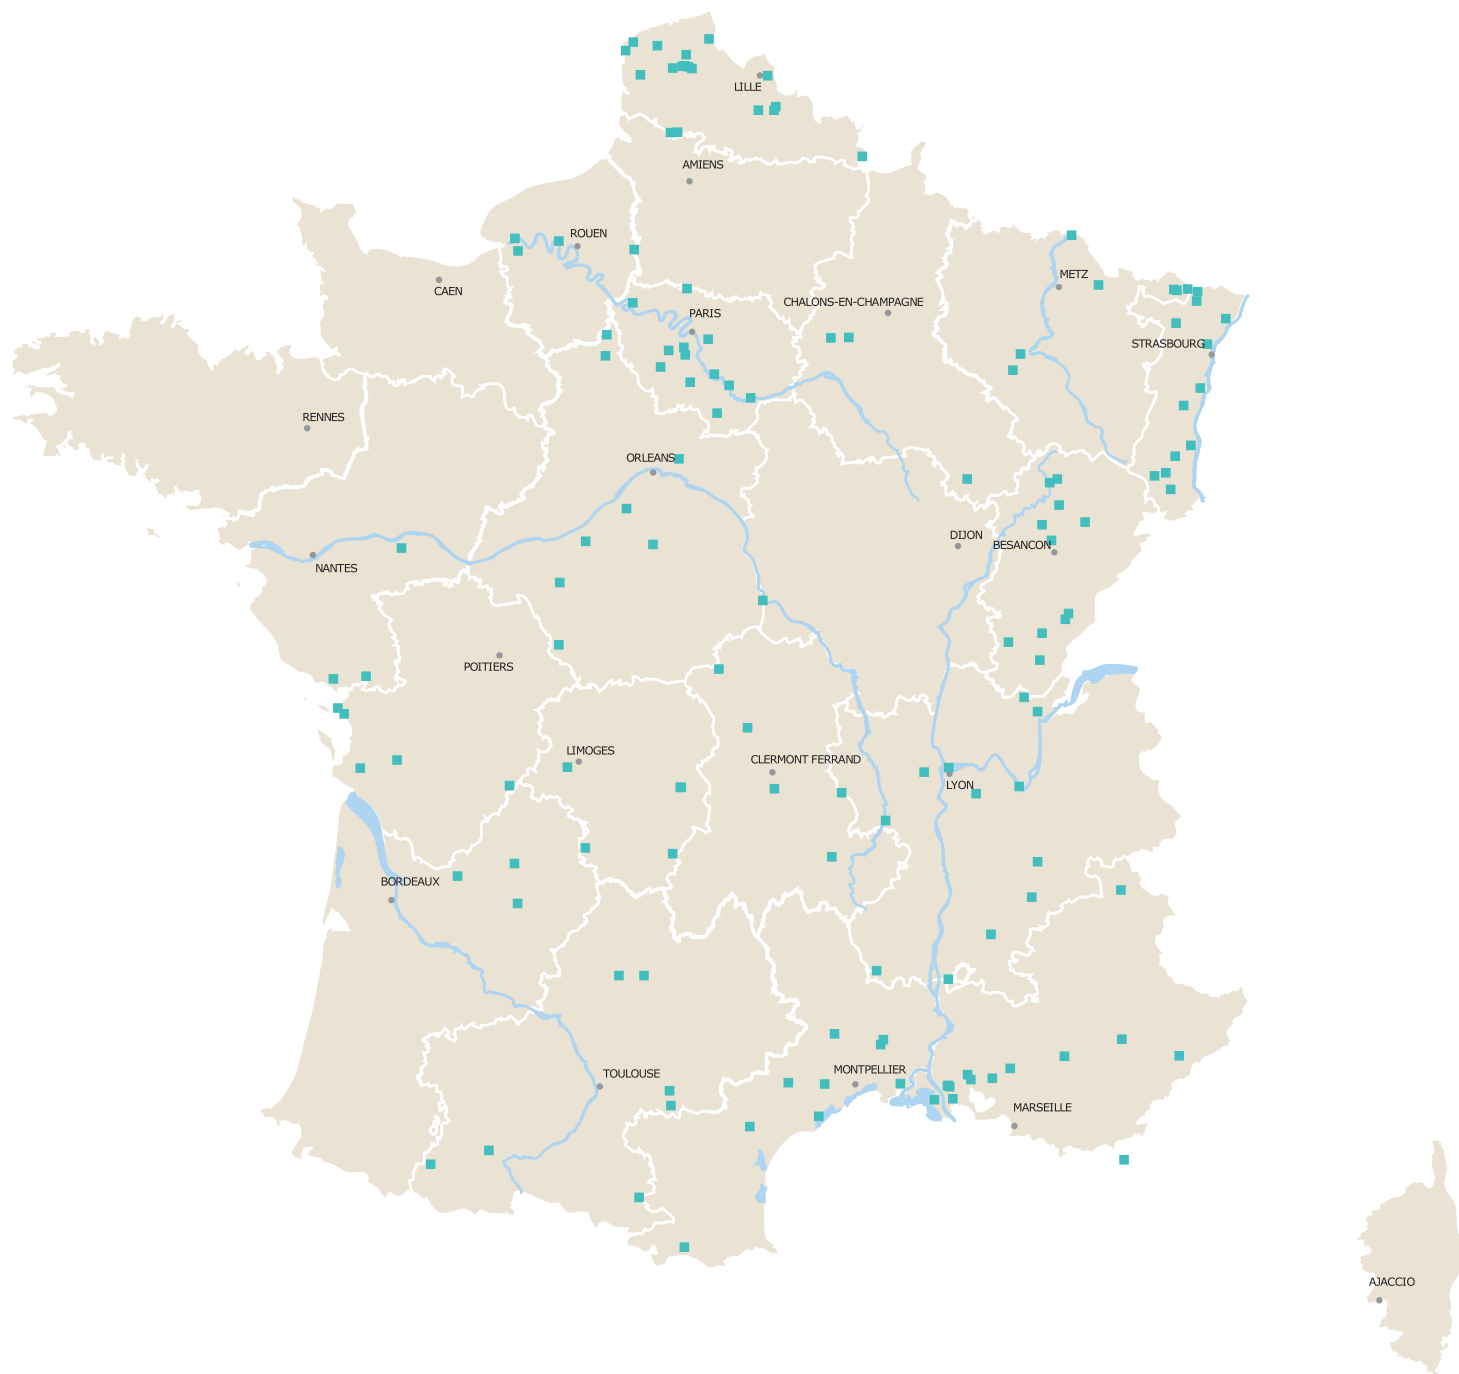 LILLE
AMIENS
ROUEN
METZ
CAEN
CHALONS-EN-CHAMPAGNE
PARIS
STRASBOURG
RENNES
ORLEANS
DIJON
BESANCON
NANTES
POITIERS
LIMOGES
CLERMONT FERRAND
LYON
BORDEAUX
MONTPELLIER
TOULOUSE
MARSEILLE
AJACCIO